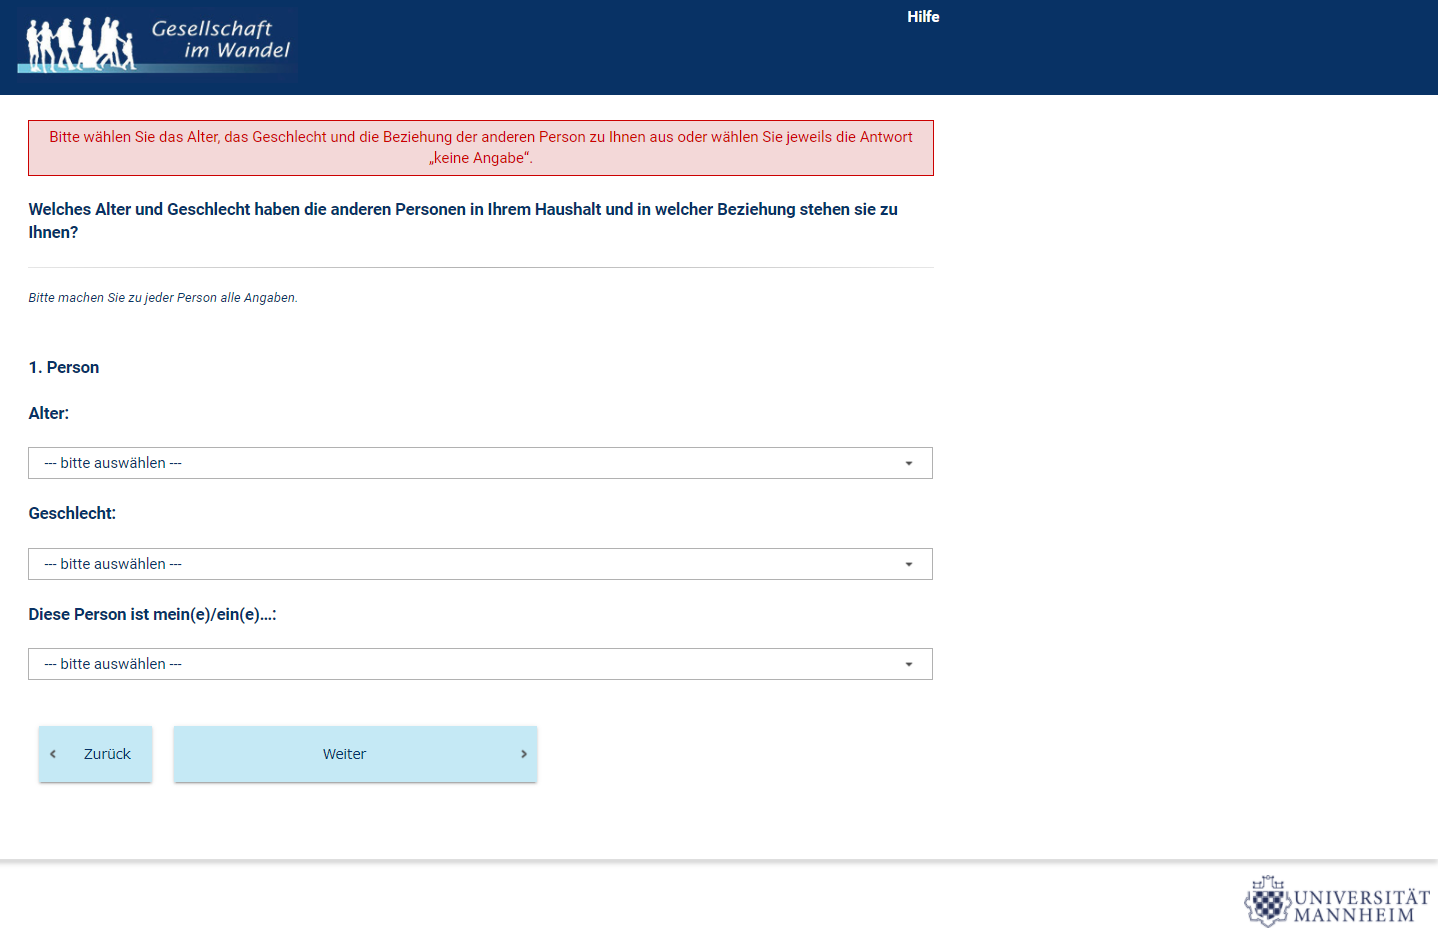 Gesellschaft
im Wandel
Hilfe
Bitte wählen Sie das Alter, das Geschlecht und die Beziehung der anderen Person zu Ihnen aus oder wählen Sie jeweils die Antwort
„keine Angabe“.
Welches Alter und Geschlecht haben die anderen Personen in Ihrem Haushalt und in welcher Beziehung stehen sie zu
Ihnen?
Bitte machen Sie zu jeder Person alle Angaben.
1. Person
Alter:
--- bitte auswählen ---
Geschlecht:
--- bitte auswählen ---
Diese Person ist mein(e)/ein(e)...:
--- bitte auswählen ---
Zurück
Weiter
UNIVERSITÄT
MANNHEIM